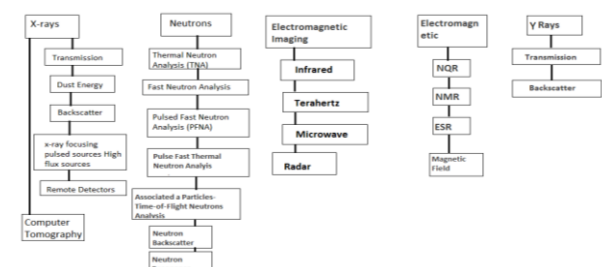 X-rays
Transmission
Dust Energy
Backscatter
x-ray focusing
pulsed sources High
flux sources
Remote Detectors
Computer
Tomography
Neutrons
Thermal Neutron
Analysis (TNA)
Fast Neutron Analysis
Pulsed Fast Neutron
Analysis (PFNA)
Pulse Fast Thermal
Neutron Analyis
Associated a Particles-
Time-of-Flight Neutrons
Analysis
Neutron
Backscatter
Neutron
Electromagnetic
Imaging
Infrared
Terahertz
Microwave
Radar
Electromagn
etic
NQR
NMR
ESR
Magnetic
Field
Y Rays
Transmission
Backscatter